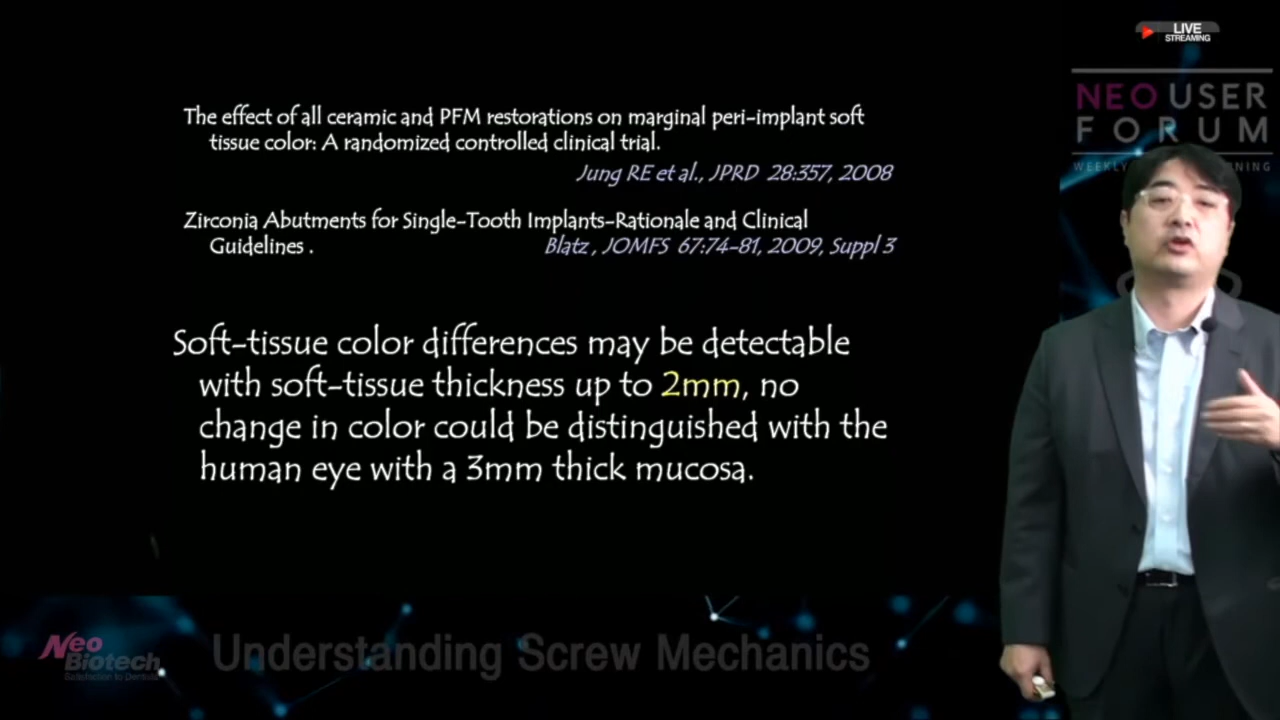 LIVE
STREAMING
NEO USER
FORUM
WEEKLY
The effect of all ceramic and PFM restorations on marginal peri-implant soft
tissue color: A randomized controlled clinical trial.
Jung RE et al., JPRD 28:357, 2008
Zirconia Abutments for Single-Tooth Implants-Rationale and Clinical
Guidelines .
Blatz , JOMFS 67:74-81, 2009, Suppl 3
Soft-tissue color differences may be detectable
with soft-tissue thickness up to 2mm, no
change in color could be distinguished with the
human eye with a 3mm thick mucosa.
Neo
Biotech
Understanding Screw Mechanics